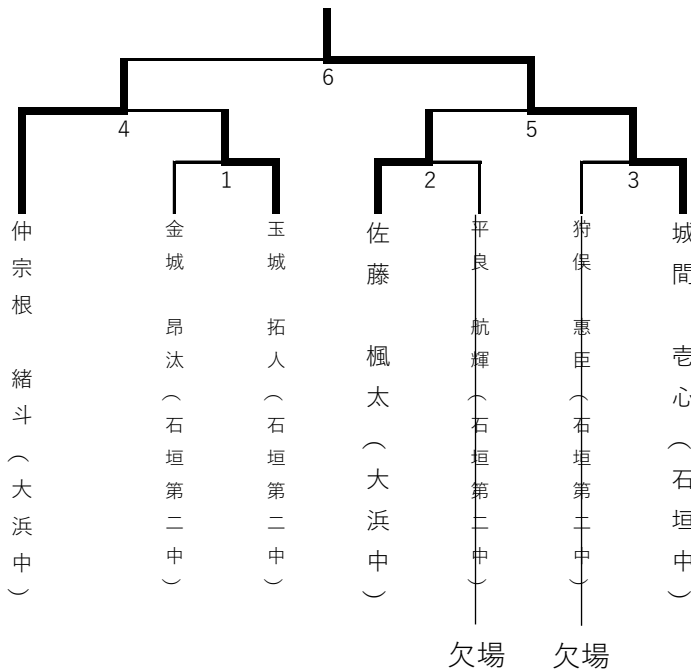 6
4
5
1
2
3
仲宗根 緒斗(大浜中)
金城 昂汰(石垣第二中)
玉城 拓人(石垣第二中)
佐藤 楓太(大浜中)
平良 航輝(石垣第二中)
狩俣 惠臣(石垣第二中)
城間 壱心(石垣中)
欠場
欠場